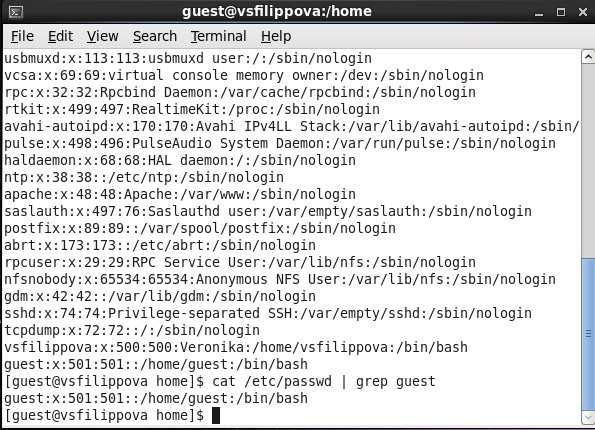 guest@vsfilippova:/home
File Edit View Search Terminal Help
usbmuxd:x:113:113:usbmuxd user:/:/sbin/nologin
vcsa:x:69:69:virtual console memory owner:/dev:/sbin/nologin
rpc:x:32:32:Rpcbind Daemon:/var/cache/rpcbind:/sbin/nologin
rtkit:x:499:497:RealtimeKit:/proc:/sbin/nologin
avahi-autoipd:x:170:170:Avahi IPv4LL Stack:/var/lib/avahi-autoipd:/sbin/
pulse:x:498:496:PulseAudio System Daemon:/var/run/pulse:/sbin/nologin
haldaemon:x:68:68:HAL daemon:/:/sbin/nologin
ntp:x:38:38::/etc/ntp:/sbin/nologin
apache:x:48:48:Apache:/var/www:/sbin/nologin
saslauth:x:497:76:Saslauthd user:/var/empty/saslauth:/sbin/nologin
postfix:x:89:89::/var/spool/postfix:/sbin/nologin
abrt:x:173:173::/etc/abrt:/sbin/nologin
rpcuser:x:29:29:RPC Service User:/var/lib/nfs:/sbin/nologin
nfsnobody:x:65534:65534:Anonymous NFS User:/var/lib/nfs:/sbin/nologin
gdm:x:42:42::/var/lib/gdm:/sbin/nologin
sshd:x:74:74:Privilege-separated SSH:/var/empty/sshd:/sbin/nologin
tcpdump:x:72:72::/:/sbin/nologin
vsfilippova:x:500:500:Veronika:/home/vsfilippova:/bin/bash
guest:x:501:501::/home/guest:/bin/bash
[guest@vsfilippova home]$ cat /etc/passwd | grep guest
guest:x:501:501::/home/guest:/bin/bash
[guest@vsfilippova home]$